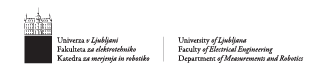 Univerza v Ljubljani
Fakulteta za elektrotehniko
Katedra za merjenja in robotiko
University of Ljubljana
Faculty of Electrical Engineering
Department of Measurements and Robotics